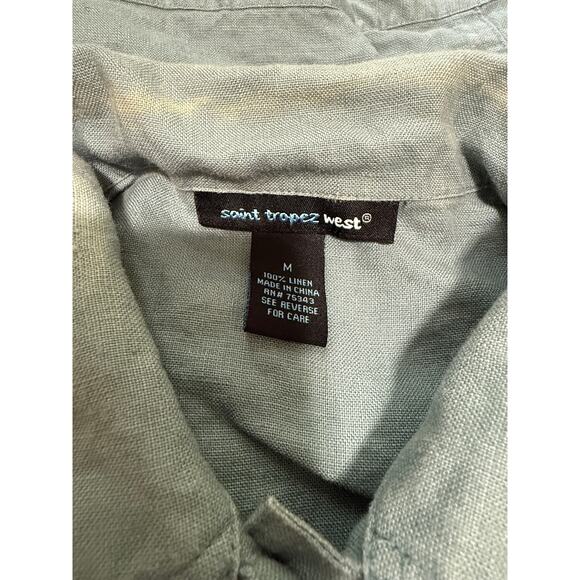 saint tropez west®
M
100% LINEN
MADE IN CHINA
RN# 75343
SEE REVERSE
FOR CARE